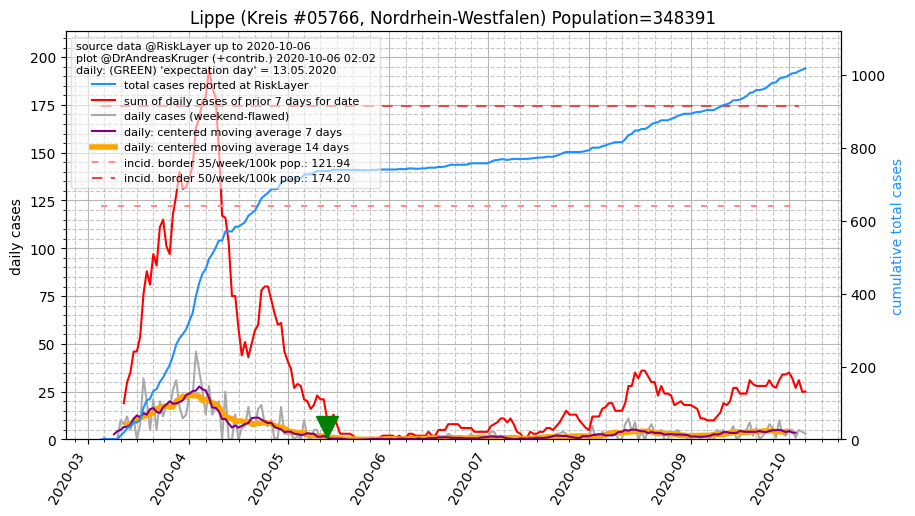 Lippe (Kreis #05766, Nordrhein-Westfalen) Population=348391
source data @RiskLayer up to 2020-10-06
plot @DrAndreasKruger (+contrib.) 2020-10-06 02:02
daily: (GREEN) 'expectation day' = 13.05.2020
total cases reported at RiskLayer
sum of daily cases of prior 7 days for date
daily cases (weekend-flawed)
daily: centered moving average 7 days
daily: centered moving average 14 days
incid. border 35/week/100k pop.: 121.94
incid. border 50/week/100k pop.: 174.20
daily cases
200
175
150
125
100
75
50
25
0
1000
800
600
400
200
0
cumulative total cases
2020-03
2020-04
2020-05
2020-06
2020-07
2020-08
2020-09
2020-10